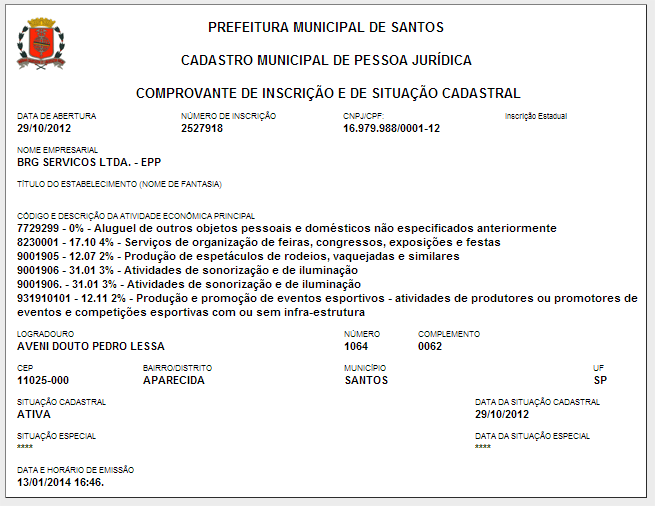 PREFEITURA MUNICIPAL DE SANTOS
CADASTRO MUNICIPAL DE PESSOA JURÍDICA
COMPROVANTE DE INSCRIÇÃO E DE SITUAÇÃO CADASTRAL
DATA DE ABERTURA NÚMERO DE INSCRIÇÃO CNPJ/CPF: Inscrição Estadual
29/10/2012 2527918 16.979.988/0001-12
NOME EMPRESARIAL
BRG SERVICOS LTDA. - EPP
TÍTULO DO ESTABELECIMENTO (NOME DE FANTASIA)
CÓDIGO E DESCRIÇÃO DA ATIVIDADE ECONÔMICA PRINCIPAL
7729299 - 0% - Aluguel de outros objetos pessoais e domésticos não especificados anteriormente
8230001 - 17.10 4% - Serviços de organização de feiras, congressos, exposições e festas
9001905 - 12.07 2% - Produção de espetáculos de rodeios, vaquejadas e similares
9001906 - 31.01 3% - Atividades de sonorização e de iluminação
9001906. - 31.01 3% - Atividades de sonorização e de iluminação
931910101 - 12.11 2% - Produção e promoção de eventos esportivos - atividades de produtores ou promotores de
eventos e competições esportivas com ou sem infra-estrutura
LOGRADOURO NÚMERO COMPLEMENTO
AVENI DOUTO PEDRO LESSA 1064 0062
CEP BAIRRO/DISTRITO MUNICÍPIO UF
11025-000 APARECIDA SANTOS SP
SITUAÇÃO CADASTRAL DATA DA SITUAÇÃO CADASTRAL
ATIVA 29/10/2012
SITUAÇÃO ESPECIAL DATA DA SITUAÇÃO ESPECIAL
**** ****
DATA E HORÁRIO DE EMISSÃO
13/01/2014 16:46.